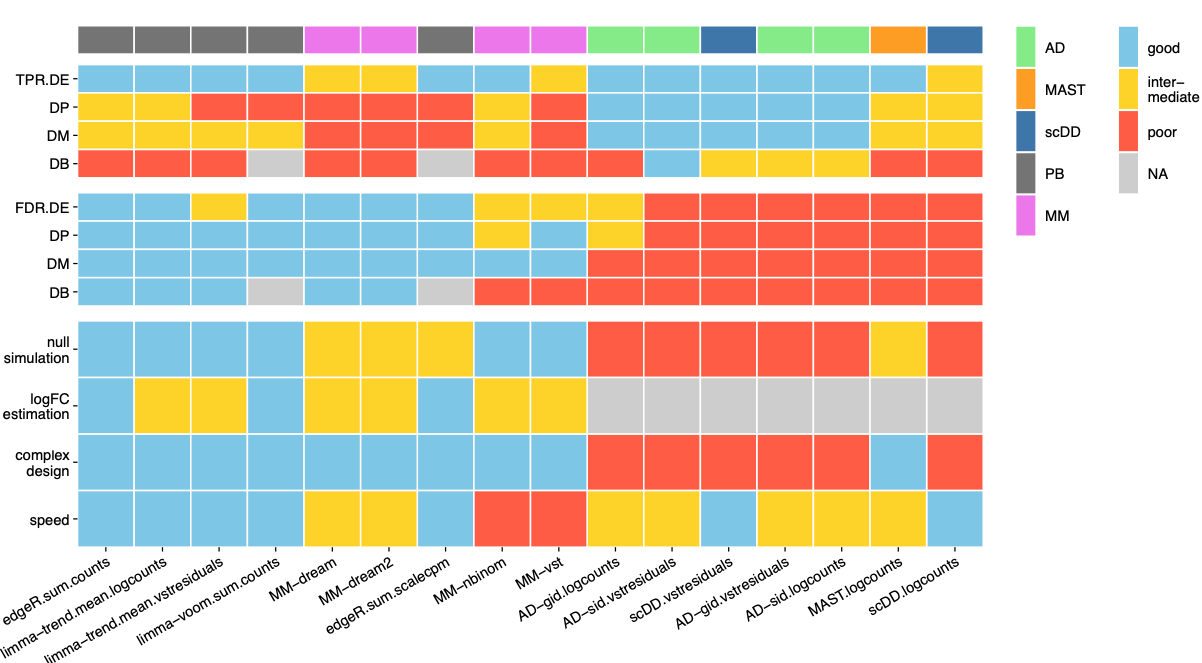 TPR.DE
DP
DM
DB
FDR.DE
DP
DM
DB
null
simulation
logFC
estimation
complex
design
speed
edgeR.sum.counts
limma−trend.mean.logcounts
limma−trend.mean.vstresiduals
limma−voom.sum.counts
MM−dream
MM−dream2
edgeR.sum.scalecpm
MM−nbinom
MM−vst
AD−gid.logcounts
AD−sid.vstresiduals
scDD.vstresiduals
AD−gid.vstresiduals
AD−sid.logcounts
MAST.logcounts
scDD.logcounts
AD
MAST
scDD
PB
MM
good
inter−
mediate
poor
NA